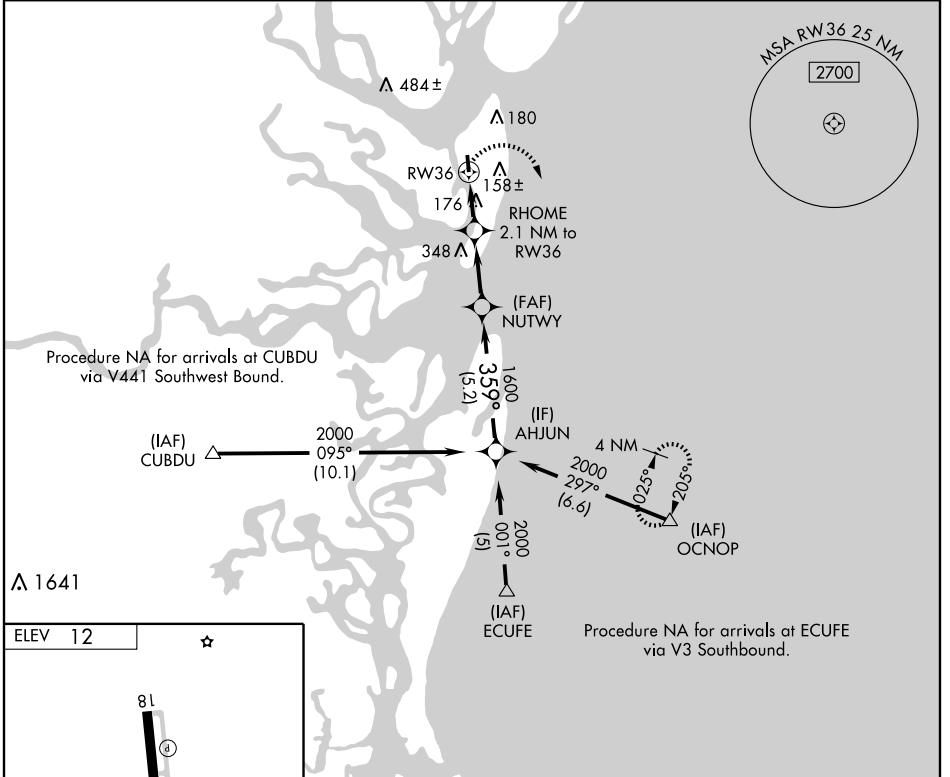 MSA RW36 25 NM
2700
484±
180
RW36
158±
176
RHOME
2.1 NM to
RW36
348
(FAF)
NUTWY
Procedure NA for arrivals at CUBDU
via V441 Southwest Bound.
1600
359°
(5.2)
(IF)
AHJUN
(IAF)
CUBDU
2000
095°
(10.1)
4 NM
025°
205°
2000
297°
(6.6)
(IAF)
OCNOP
2000
001°
(5)
(IAF)
ECUFE
1641
Procedure NA for arrivals at ECUFE
via V3 Southbound.
ELEV 12
18
P